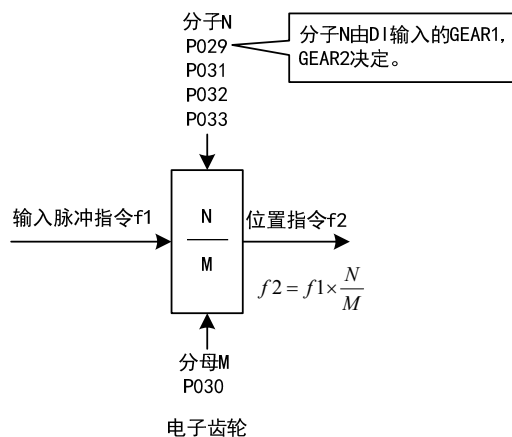 分子N
P029
P031
P032
P033
分子N由DI输入的GEAR1,
GEAR2决定。
输入脉冲指令f1
N
M
位置指令f2
f2 = f1 × N/M
分母M
P030
电子齿轮